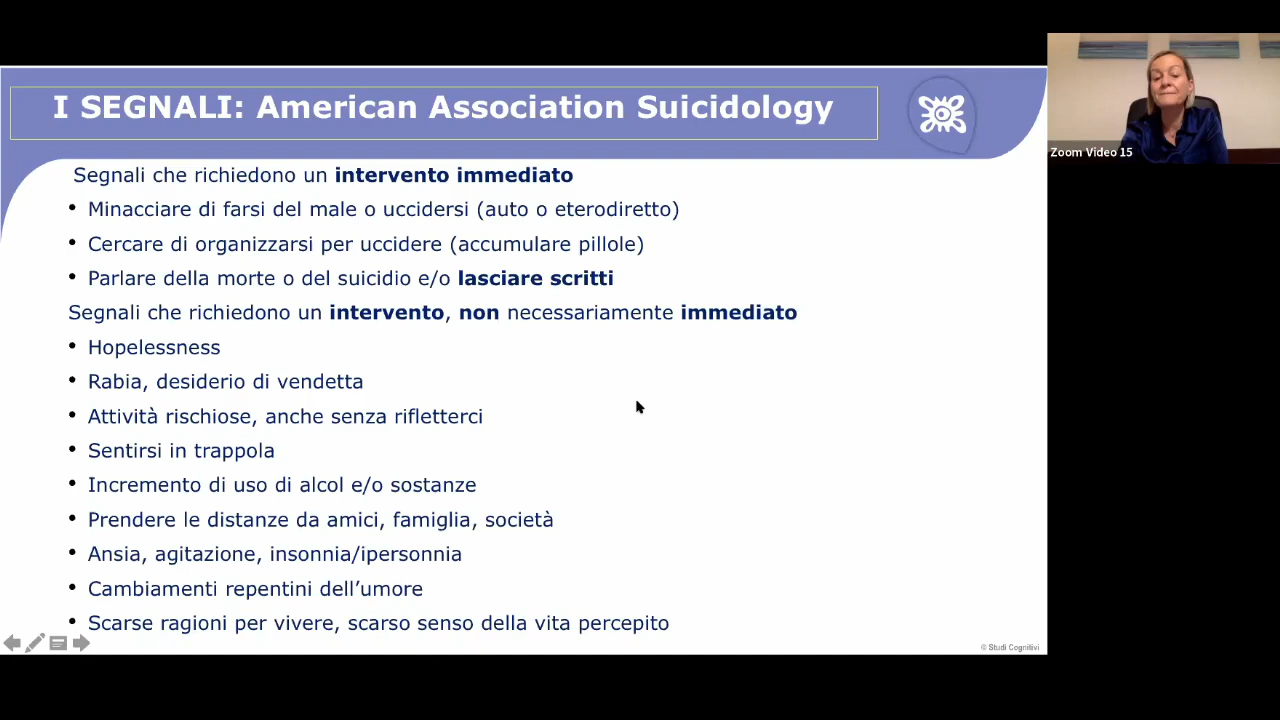 I SEGNALI: American Association Suicidology
Zoom Video 15
Segnali che richiedono un intervento immediato
• Minacciare di farsi del male o uccidersi (auto o eterodiretto)
• Cercare di organizzarsi per uccidere (accumulare pillole)
• Parlare della morte o del suicidio e/o lasciare scritti
Segnali che richiedono un intervento, non necessariamente immediato
• Hopelessness
• Rabia, desiderio di vendetta
• Attività rischiose, anche senza rifletterci
• Sentirsi in trappola
• Incremento di uso di alcol e/o sostanze
• Prendere le distanze da amici, famiglia, società
• Ansia, agitazione, insonnia/ipersonnia
• Cambiamenti repentini dell’umore
• Scarse ragioni per vivere, scarso senso della vita percepito
© Studi Cognitivi